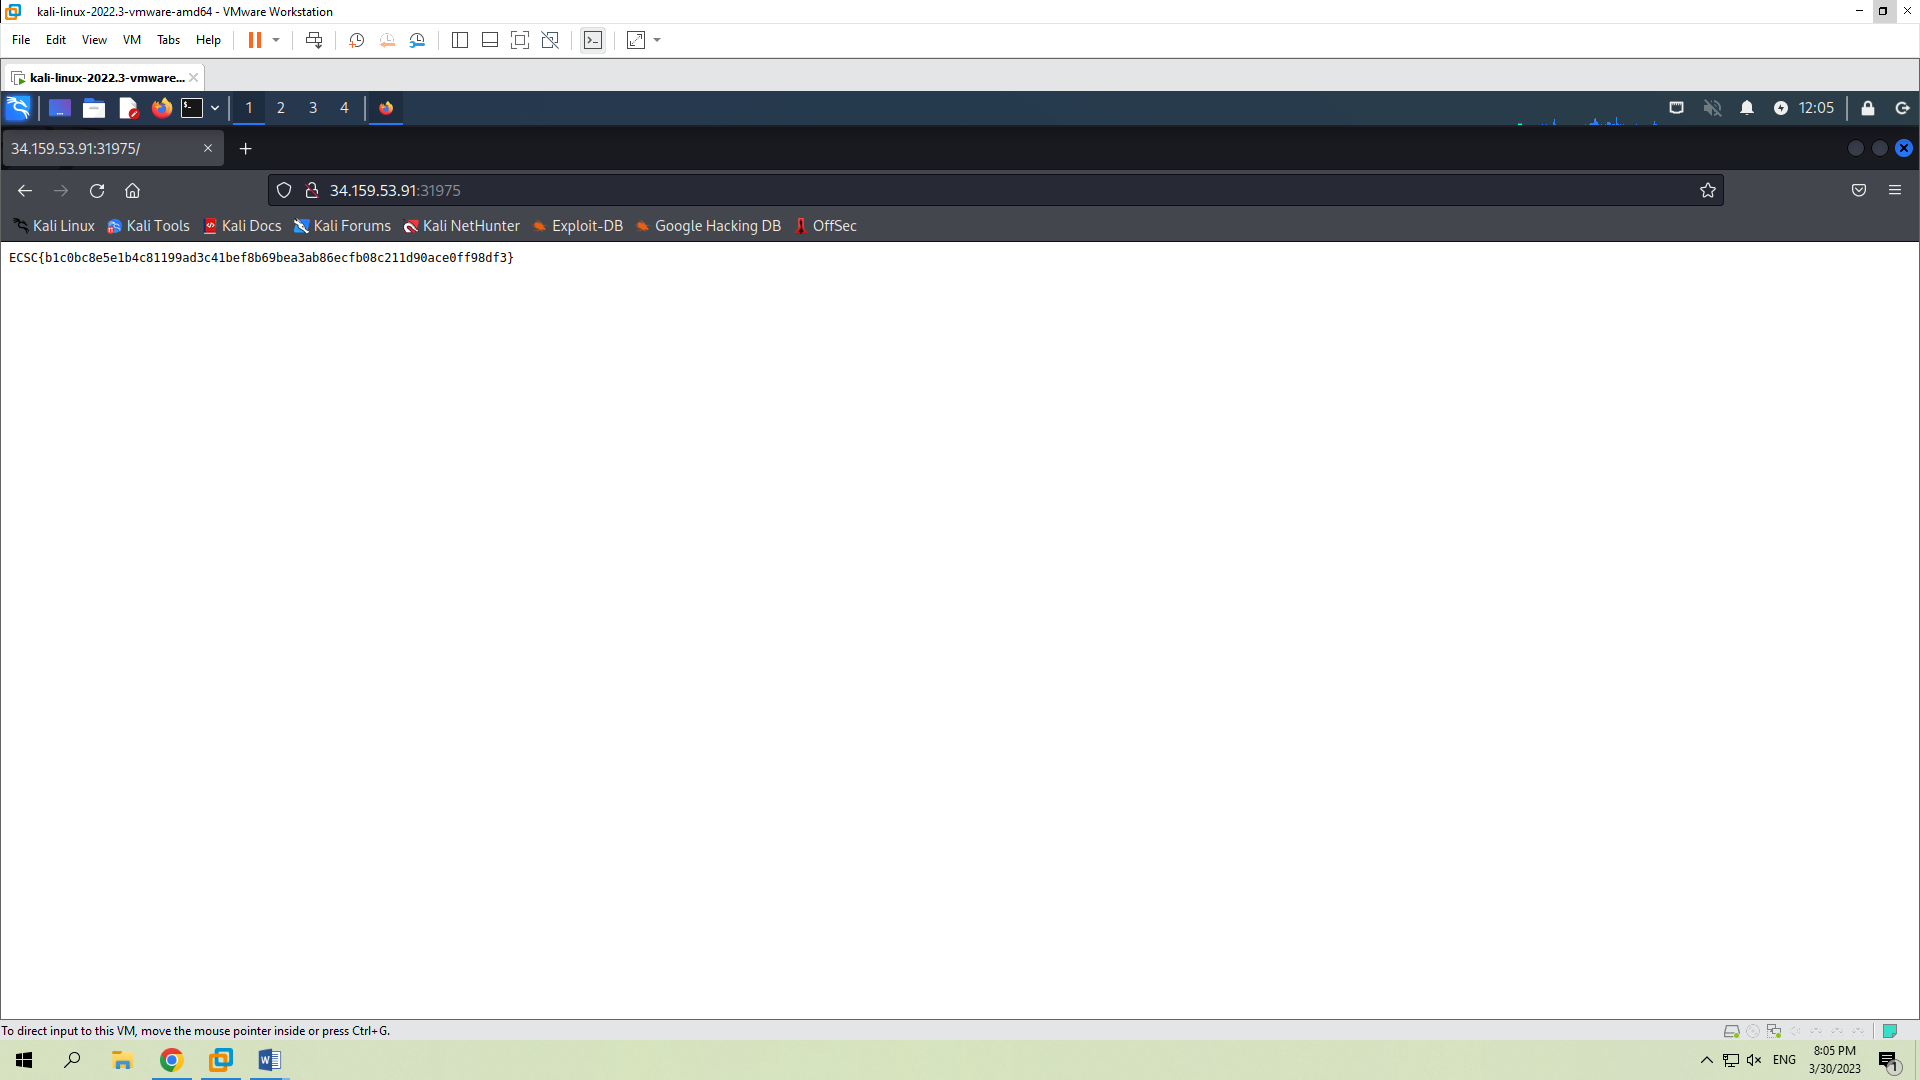 kali-linux-2022.3-vmware-amd64 - VMware Workstation
File Edit View VM Tabs Help
kali-linux-2022.3-vmware...
1 2 3 4 12:05
34.159.53.91:31975/
34.159.53.91:31975
Kali Linux Kali Tools Kali Docs Kali Forums Kali NetHunter Exploit-DB Google Hacking DB OffSec
ECSC{b1c0bc8e5e1b4c81199ad3c41bef8b69bea3ab86ecfb08c211d90ace0ff98df3}
To direct input to this VM, move the mouse pointer inside or press Ctrl+G.
ENG
8:05 PM
3/30/2023
1